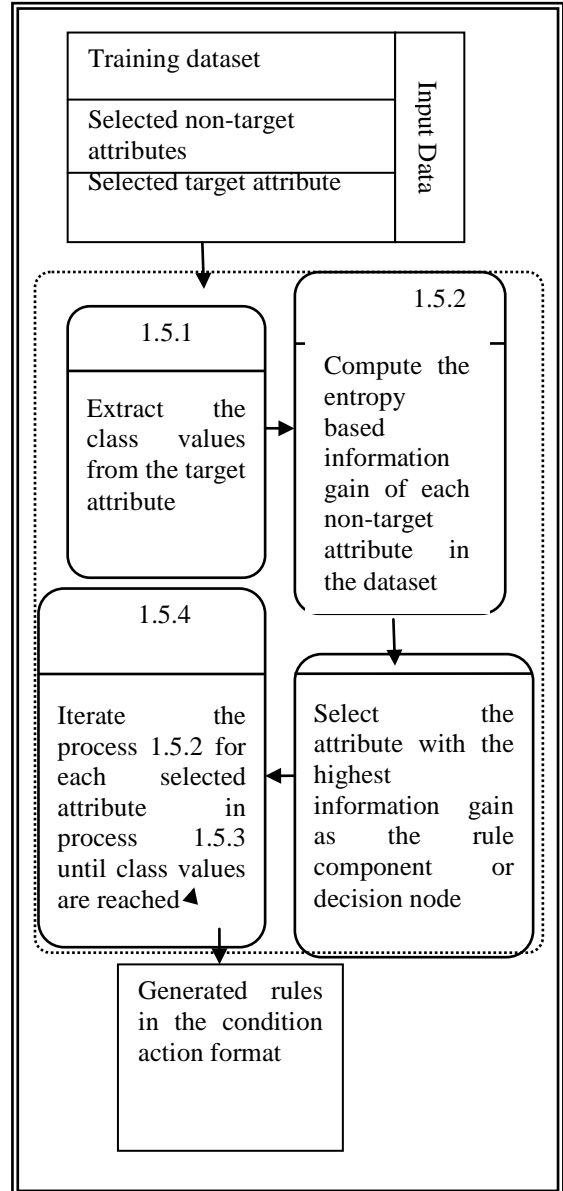 Training dataset
Selected non-target
attributes
Selected target attribute
Input Data
1.5.1
Extract the
class values
from the target
attribute
1.5.2
Compute the
entropy
based
information
gain of each
non-target
attribute in
the dataset
Select the
attribute with the
highest
information gain
as the rule
component or
decision node
1.5.4
Iterate the
process 1.5.2 for
each selected
attribute in
process 1.5.3
until class values
are reached
Generated rules
in the condition
action format